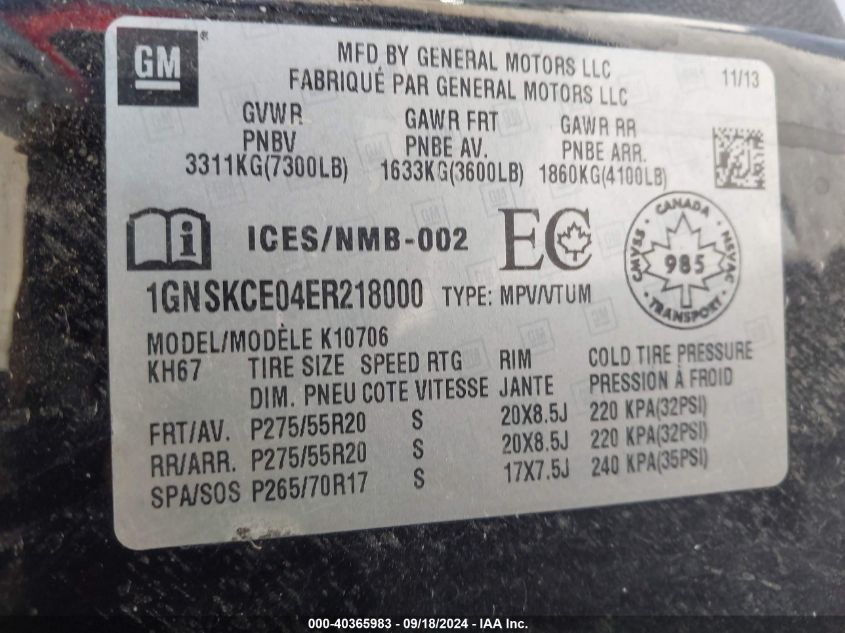 GM ®
MFD BY GENERAL MOTORS LLC
FABRIQUÉ PAR GENERAL MOTORS LLC
11/13
GVWR GAWR FRT GAWR RR
PNBV PNBE AV. PNBE ARR.
3311KG(7300LB) 1633KG(3600LB) 1860KG(4100LB)
i ICES/NMB-002 EC
CANADA
CMVSS 985 NSVAC
TRANSPORT
1GNSKCE04ER218000 TYPE: MPV/VTUM
MODEL/MODÈLE K10706
KH67 TIRE SIZE SPEED RTG RIM COLD TIRE PRESSURE
DIM. PNEU COTE VITESSE JANTE PRESSION À FROID
FRT/AV. P275/55R20 S 20X8.5J 220 KPA(32PSI)
RR/ARR. P275/55R20 S 20X8.5J 220 KPA(32PSI)
SPA/SOS P265/70R17 S 17X7.5J 240 KPA(35PSI)
000-40365983 - 09/18/2024 - IAA Inc.